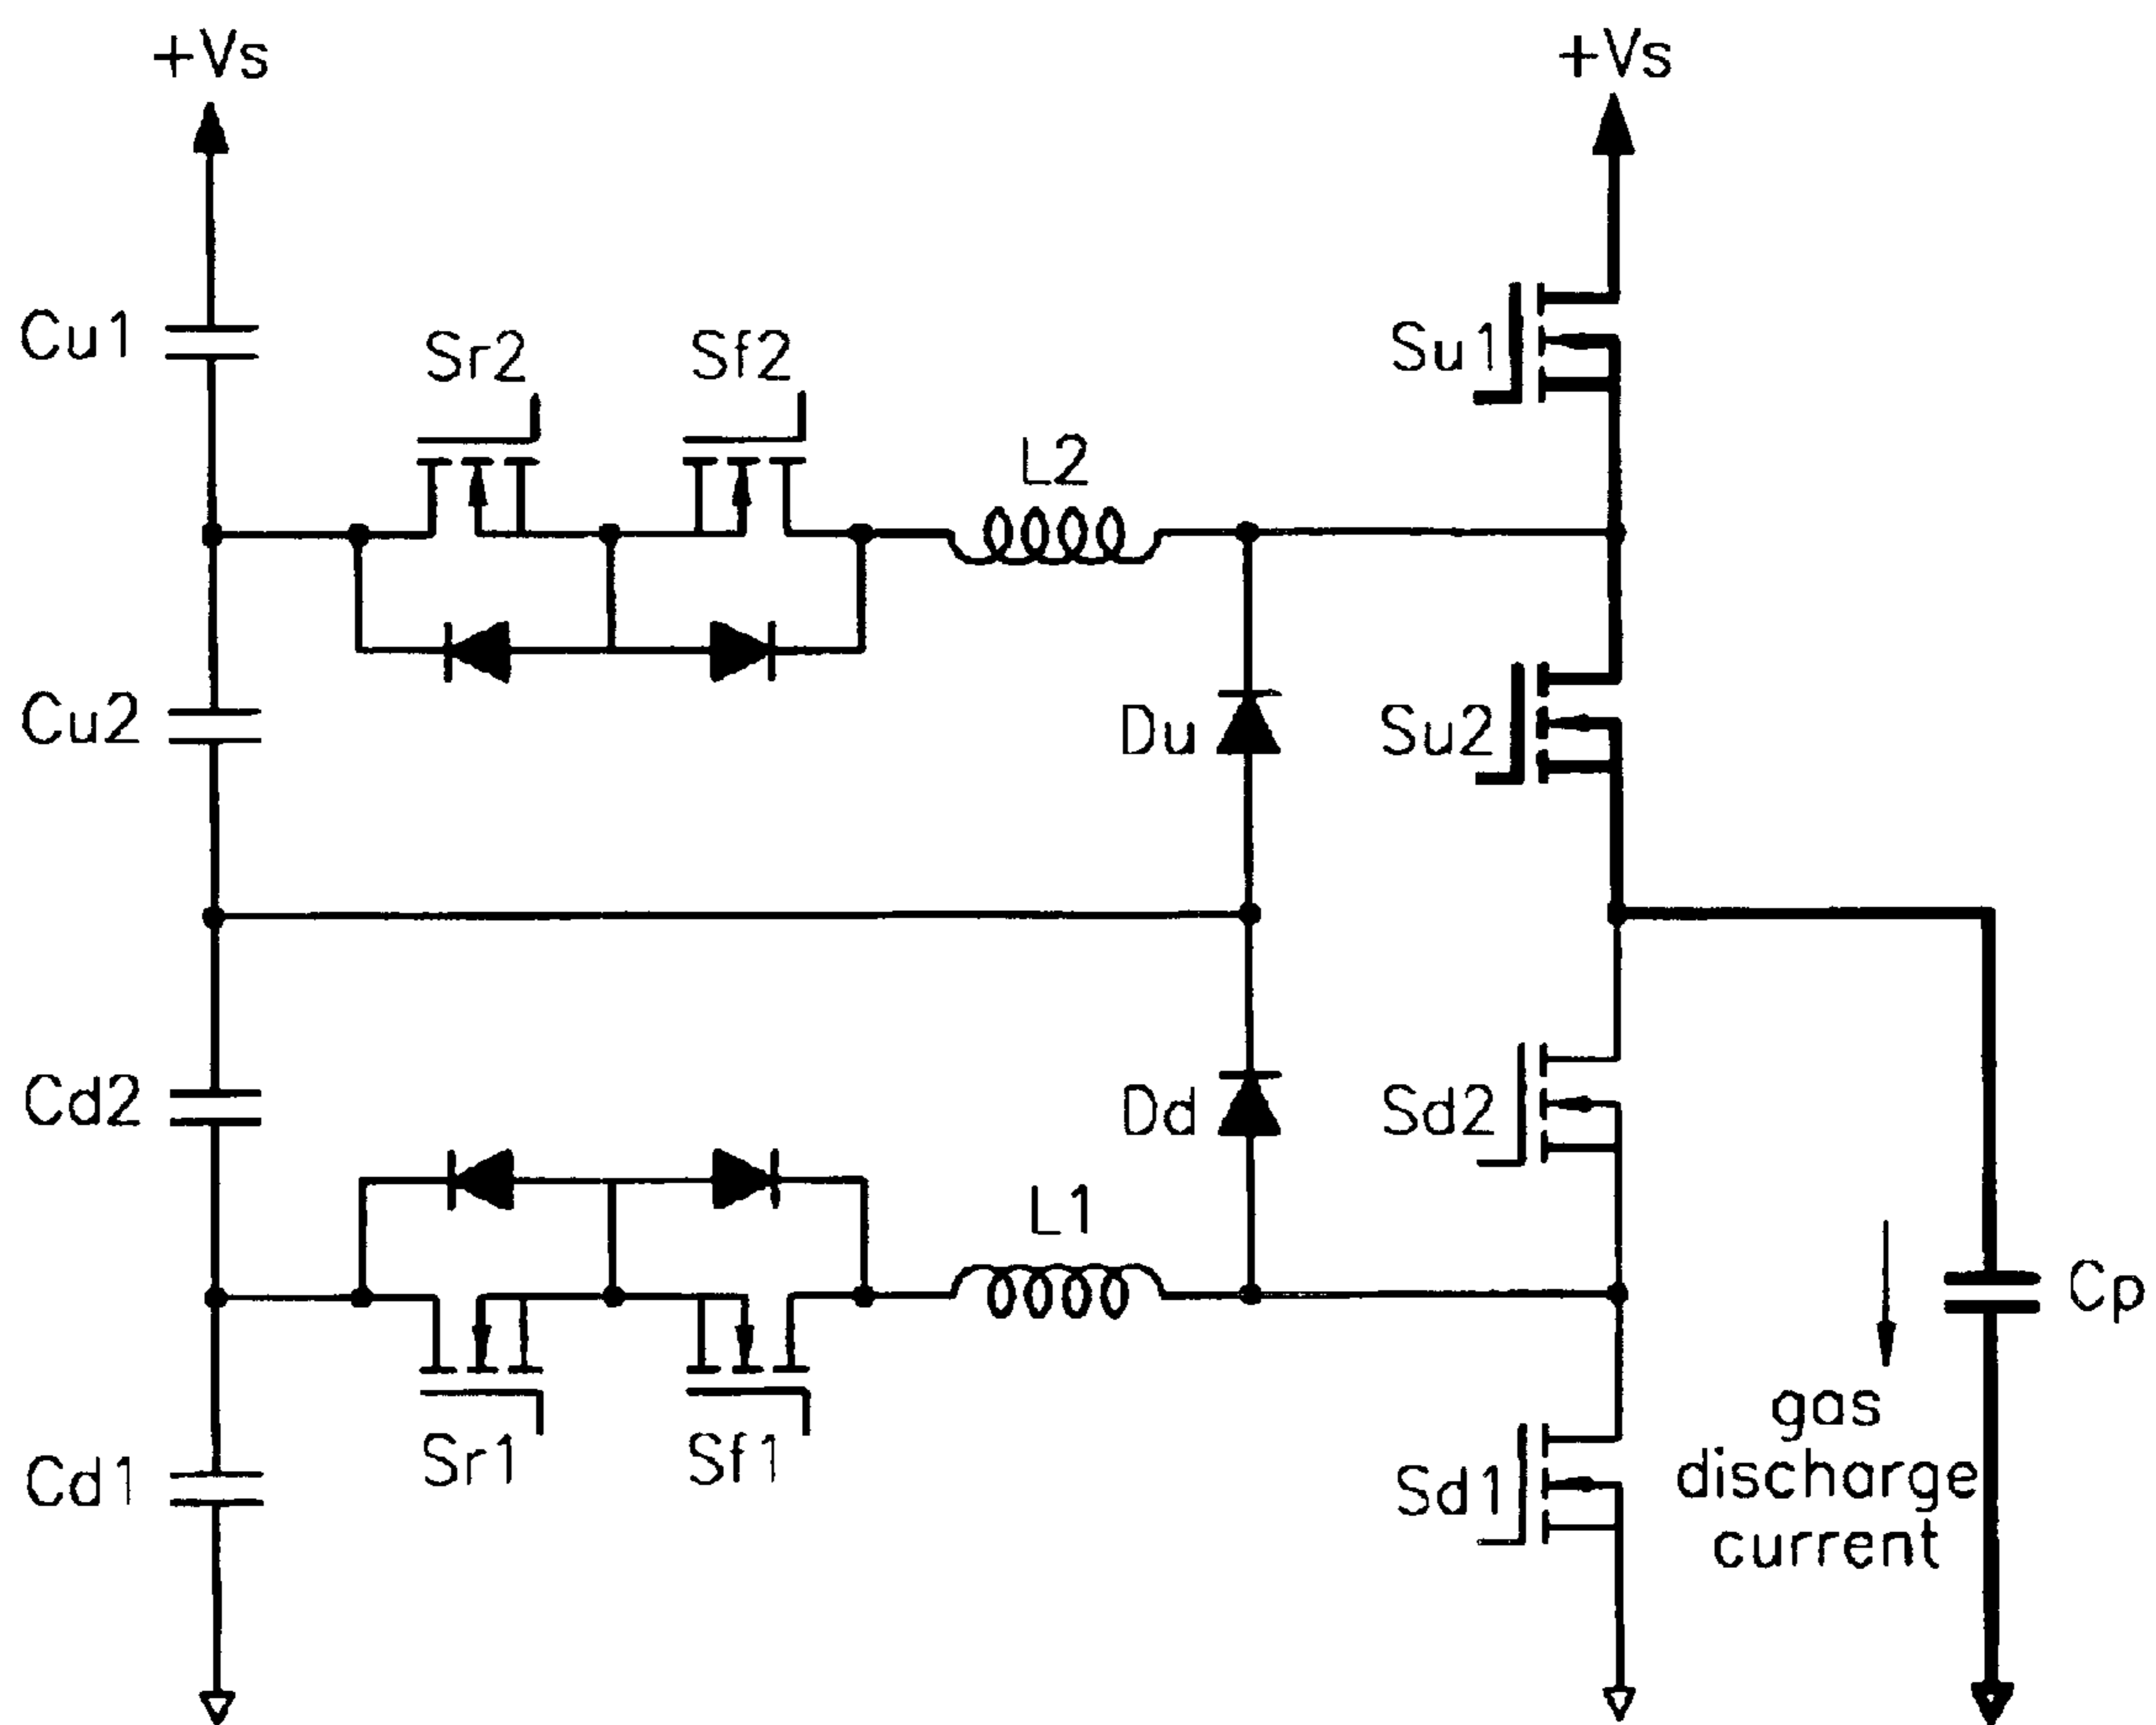 +Vs
+Vs
Cu1
Sr2
Sf2
L2
Su1
Cu2
Du
Su2
Cd2
Dd
Sd2
L1
Cp
Cd1
Sr1
Sf1
Sd1
gas
discharge
current